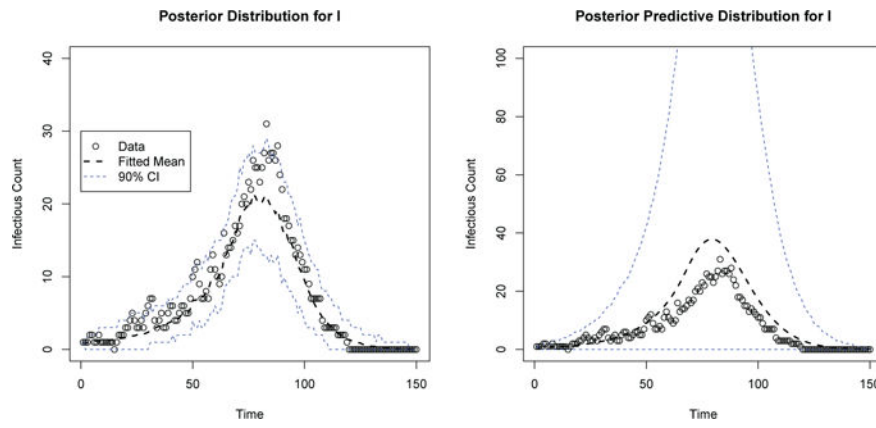 Posterior Distribution for I
Infectious Count
40
30
20
10
0
Data
Fitted Mean
90% CI
0
50
100
150
Time
Posterior Predictive Distribution for I
Infectious Count
100
80
60
40
20
0
0
50
100
150
Time